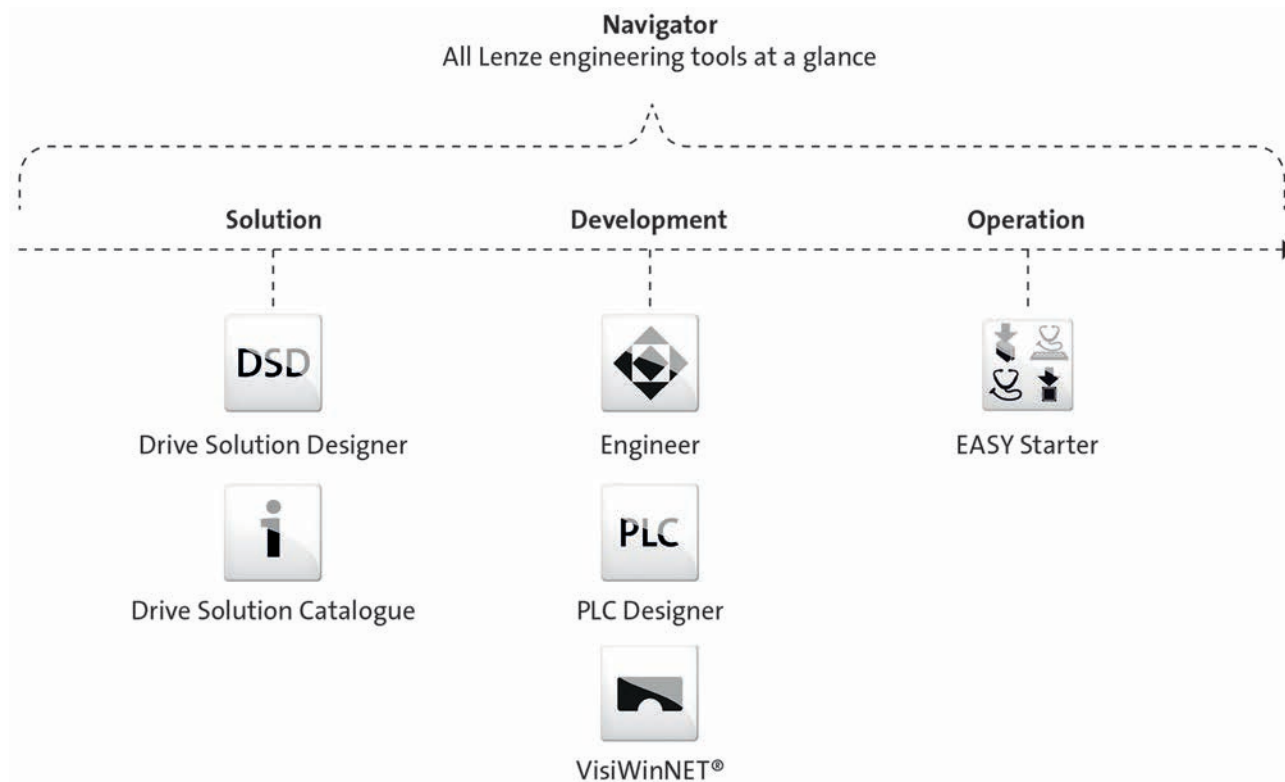 Navigator
All Lenze engineering tools at a glance
Solution
Development
Operation
DSD
Drive Solution Designer
Engineer
EASY Starter
i
Drive Solution Catalogue
PLC
PLC Designer
VisiWinNET®